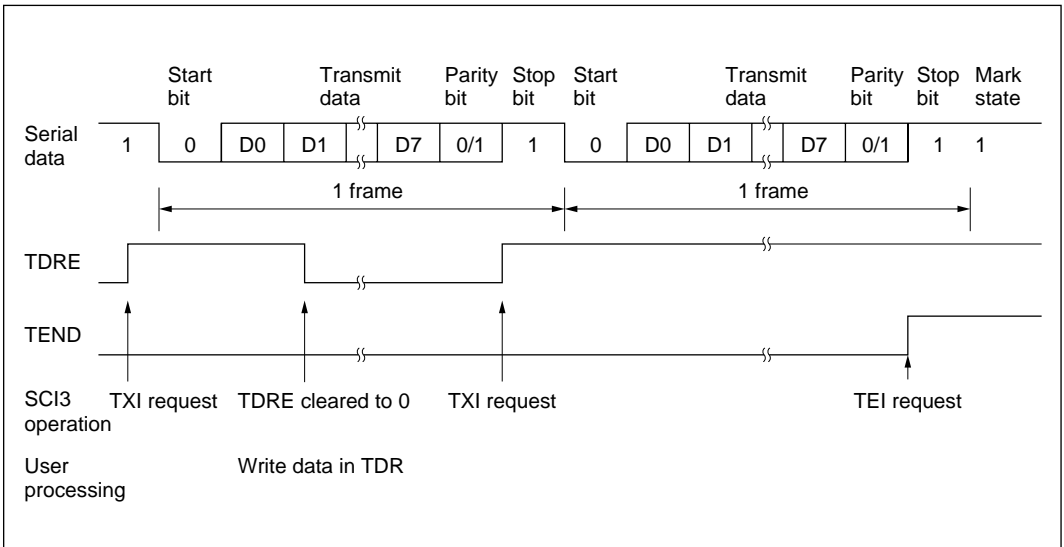 Start bit Transmit data Parity bit Stop bit Start bit Transmit data Parity bit Stop bit Mark state
Serial data 1 0 D0 D1 D7 0/1 1 0 D0 D1 D7 0/1 1 1
1 frame 1 frame
TDRE
TEND
SCI3 operation TXI request TDRE cleared to 0 TXI request TEI request
User processing Write data in TDR